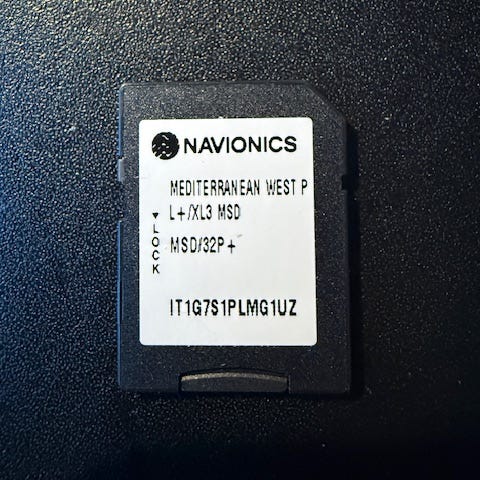 NAVIONICS
MEDITERRANEAN WEST P
L+/XL3 MSD
MSD/32P+
IT1G7S1PLMG1UZ
LOCK